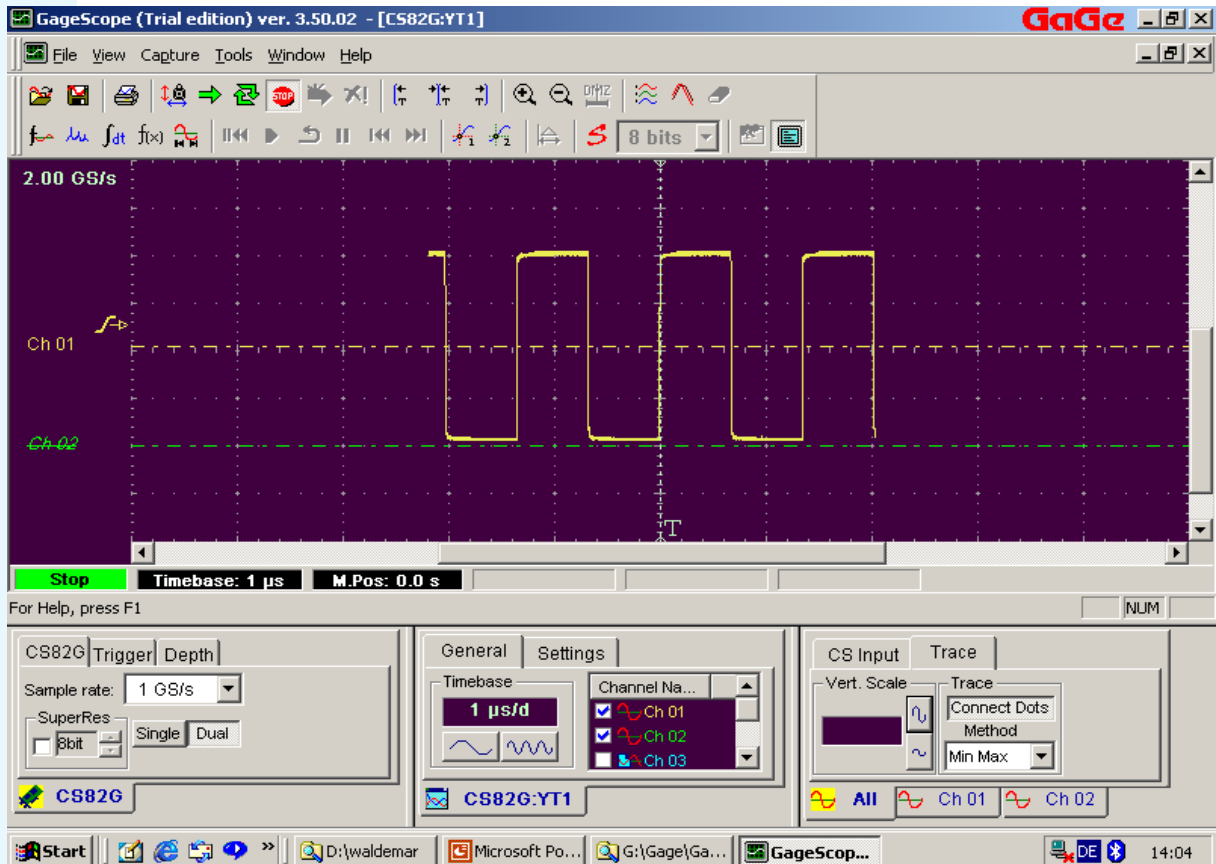 GageScope (Trial edition) ver. 3.50.02 - [CS82G:YT1]
GaGe
File View Capture Tools Window Help
STOP
∫dt f(x) 1 2 8 bits
2.00 GS/s
Ch 01
Ch 02
T
Stop Timebase: 1 µs M.Pos: 0.0 s
For Help, press F1
NUM
CS82G Trigger Depth
Sample rate: 1 GS/s
SuperRes
8bit
Single Dual
CS82G
General Settings
Timebase
1 µs/d
Channel Na...
Ch 01
Ch 02
Ch 03
CS82G:YT1
CS Input Trace
Vert. Scale
Trace
Connect Dots
Method
Min Max
All Ch 01 Ch 02
Start » D:\waldemar Microsoft Po... G:\Gage\Ga... GageScop... DE 14:04